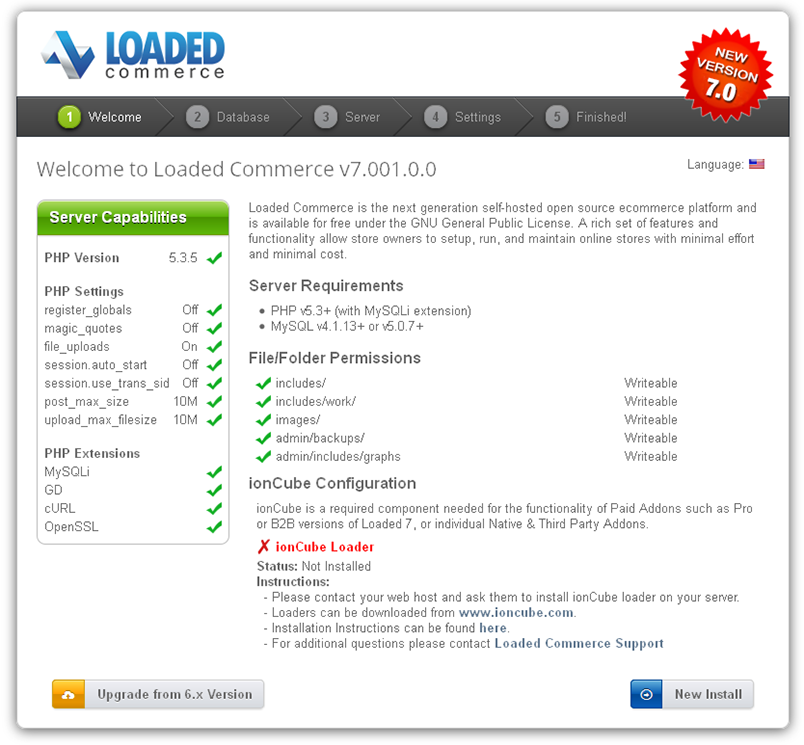 LOADED
commerce
NEW
VERSION
7.0
1 Welcome 2 Database 3 Server 4 Settings 5 Finished!
Welcome to Loaded Commerce v7.001.0.0
Language:
Server Capabilities
PHP Version 5.3.5
PHP Settings
register_globals Off
magic_quotes Off
file_uploads On
session.auto_start Off
session.use_trans_sid Off
post_max_size 10M
upload_max_filesize 10M
PHP Extensions
MySQLi
GD
cURL
OpenSSL
Loaded Commerce is the next generation self-hosted open source ecommerce platform and
is available for free under the GNU General Public License. A rich set of features and
functionality allow store owners to setup, run, and maintain online stores with minimal effort
and minimal cost.
Server Requirements
• PHP v5.3+ (with MySQLi extension)
• MySQL v4.1.13+ or v5.0.7+
File/Folder Permissions
includes/ Writeable
includes/work/ Writeable
images/ Writeable
admin/backups/ Writeable
admin/includes/graphs Writeable
ionCube Configuration
ionCube is a required component needed for the functionality of Paid Addons such as Pro
or B2B versions of Loaded 7, or individual Native & Third Party Addons.
✗ ionCube Loader
Status: Not Installed
Instructions:
- Please contact your web host and ask them to install ionCube loader on your server.
- Loaders can be downloaded from www.ioncube.com.
- Installation Instructions can be found here.
- For additional questions please contact Loaded Commerce Support
Upgrade from 6.x Version
New Install